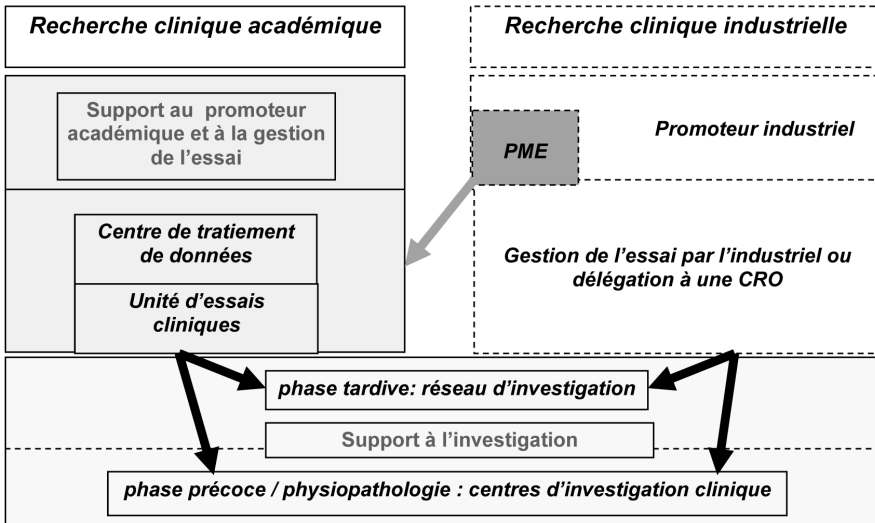 Recherche clinique académique
Recherche clinique industrielle
Support au promoteur
académique et à la gestion
de l'essai
PME
Promoteur industriel
Centre de tratiement
de données
Unité d'essais
cliniques
Gestion de l'essai par l'industriel ou
délégation à une CRO
phase tardive: réseau d'investigation
Support à l'investigation
phase précoce / physiopathologie : centres d'investigation clinique